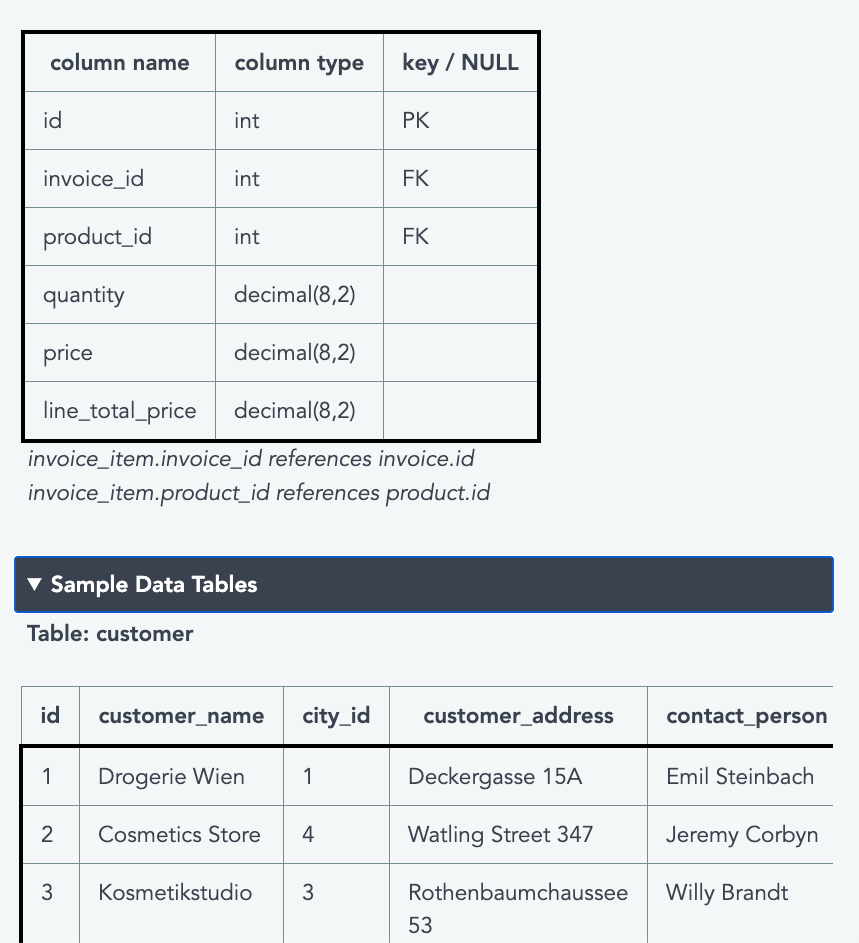 column name column type key / NULL
id int PK
invoice_id int FK
product_id int FK
quantity decimal(8,2)
price decimal(8,2)
line_total_price decimal(8,2)
invoice_item.invoice_id references invoice.id
invoice_item.product_id references product.id
▼ Sample Data Tables
Table: customer
id customer_name city_id customer_address contact_person
1 Drogerie Wien 1 Deckergasse 15A Emil Steinbach
2 Cosmetics Store 4 Watling Street 347 Jeremy Corbyn
3 Kosmetikstudio 3 Rothenbaumchaussee Willy Brandt
53